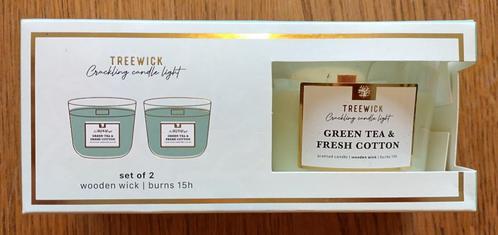 TREEWICK
Crackling candle light
GREEN TEA &
FRESH COTTON
GREEN TEA &
FRESH COTTON
set of 2
wooden wick | burns 15h
TREEWICK
Crackling candle light
GREEN TEA &
FRESH COTTON
scented candle | wooden wick | burns 15h